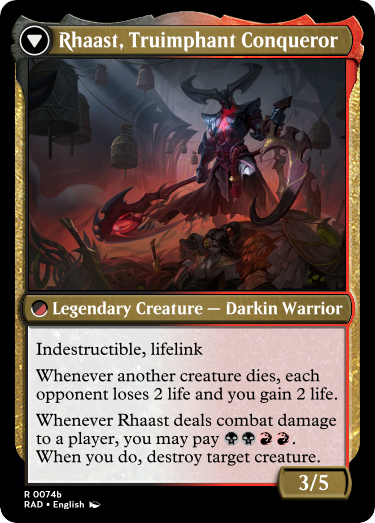 Rhaast, Truimphant Conqueror
Legendary Creature — Darkin Warrior
Indestructible, lifelink
Whenever another creature dies, each
opponent loses 2 life and you gain 2 life.
Whenever Rhaast deals combat damage
to a player, you may pay
When you do, destroy target creature.
3/5
R 0074b
RAD • English